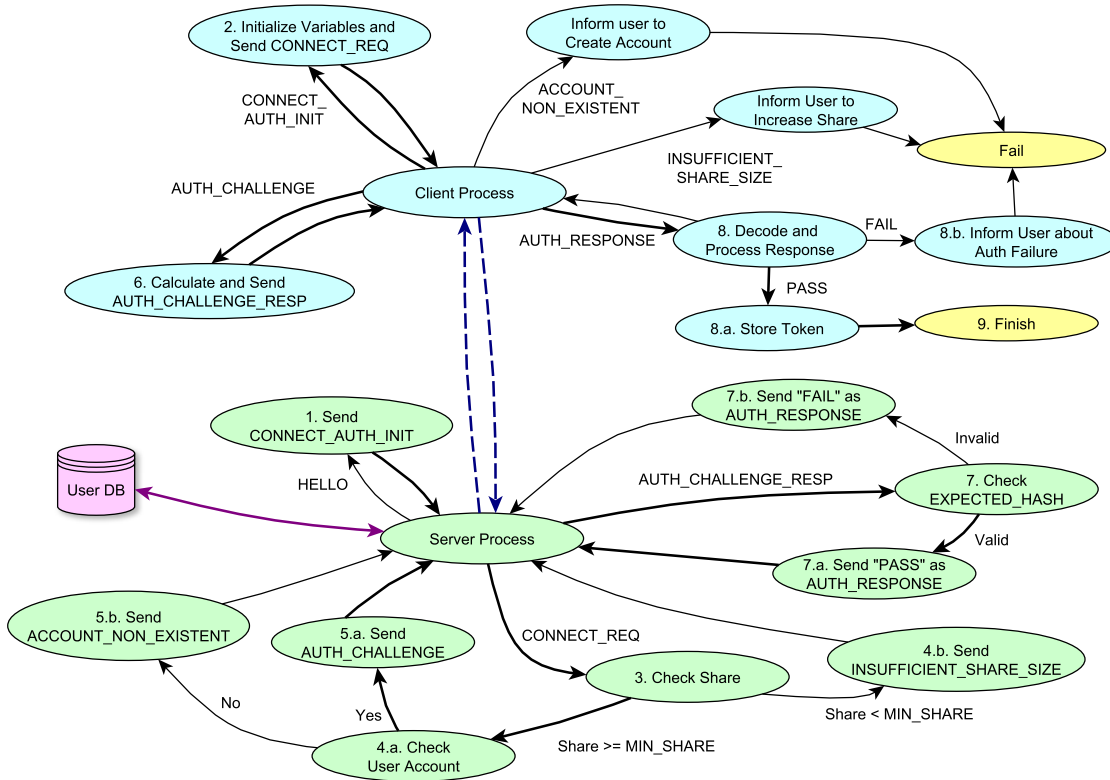 2. Initialize Variables and
Send CONNECT_REQ
Inform user to
Create Account
CONNECT_
AUTH_INIT
ACCOUNT_
NON_EXISTENT
Inform User to
Increase Share
Fail
INSUFFICIENT_
SHARE_SIZE
AUTH_CHALLENGE
Client Process
AUTH_RESPONSE
8. Decode and
Process Response
FAIL
8.b. Inform User about
Auth Failure
6. Calculate and Send
AUTH_CHALLENGE_RESP
PASS
8.a. Store Token
9. Finish
1. Send
CONNECT_AUTH_INIT
7.b. Send "FAIL" as
AUTH_RESPONSE
Invalid
User DB
HELLO
AUTH_CHALLENGE_RESP
7. Check
EXPECTED_HASH
Server Process
Valid
7.a. Send "PASS" as
AUTH_RESPONSE
5.b. Send
ACCOUNT_NON_EXISTENT
5.a. Send
AUTH_CHALLENGE
CONNECT_REQ
4.b. Send
INSUFFICIENT_SHARE_SIZE
3. Check Share
No
Yes
Share < MIN_SHARE
Share >= MIN_SHARE
4.a. Check
User Account